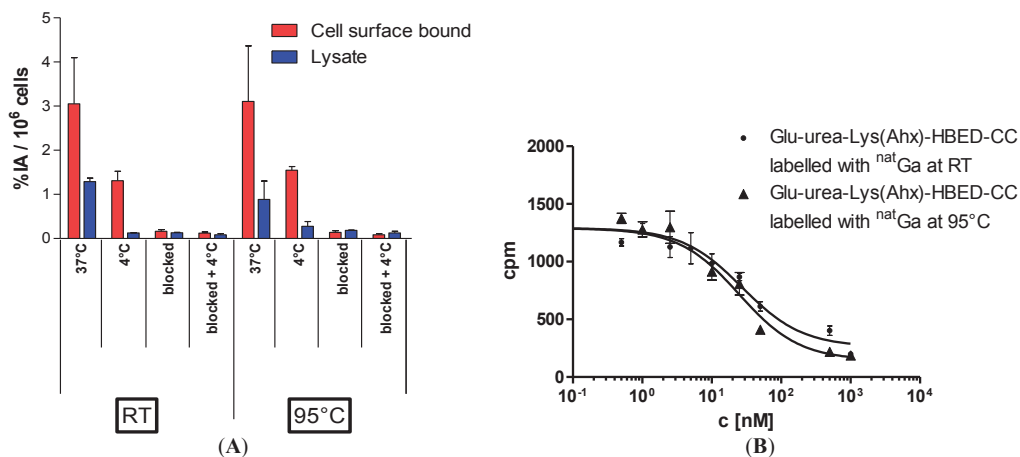 Cell surface bound
Lysate
%IA / 10⁶ cells
5
4
3
2
1
0
37°C
4°C
blocked
blocked + 4°C
37°C
4°C
blocked
blocked + 4°C
RT
95°C
(A)
Glu-urea-Lys(Ahx)-HBED-CC
labelled with ⁿᵃᵗGa at RT
Glu-urea-Lys(Ahx)-HBED-CC
labelled with ⁿᵃᵗGa at 95°C
cpm
2000
1500
1000
500
0
10⁻¹ 10⁰ 10¹ 10² 10³ 10⁴
c [nM]
(B)